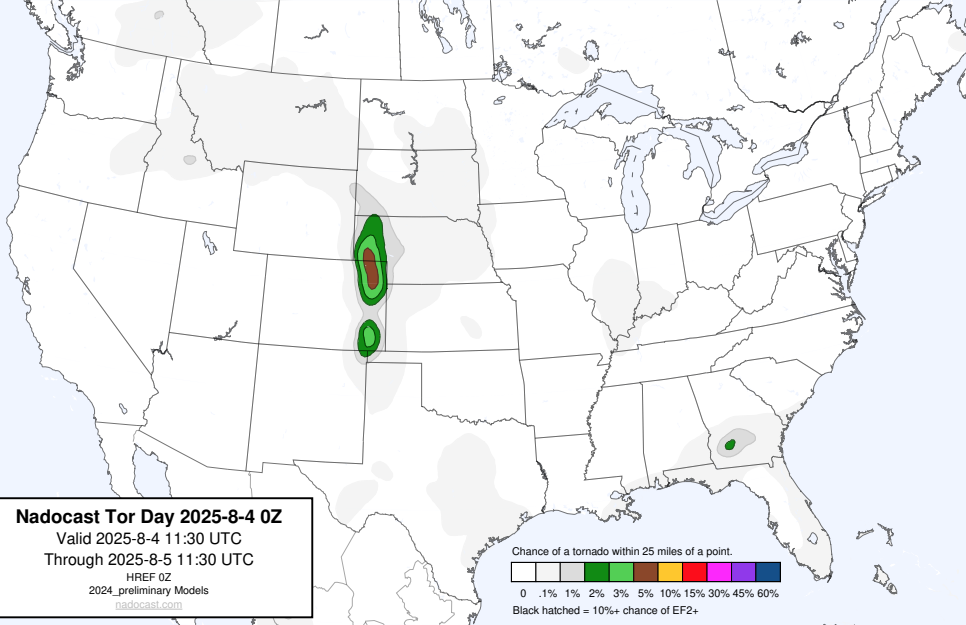 Nadocast Tor Day 2025-8-4 0Z
Valid 2025-8-4 11:30 UTC
Through 2025-8-5 11:30 UTC
HREF 0Z
2024_preliminary Models
nadocast.com
Chance of a tornado within 25 miles of a point.
0 .1% 1% 2% 3% 5% 10% 15% 30% 45% 60%
Black hatched = 10%+ chance of EF2+